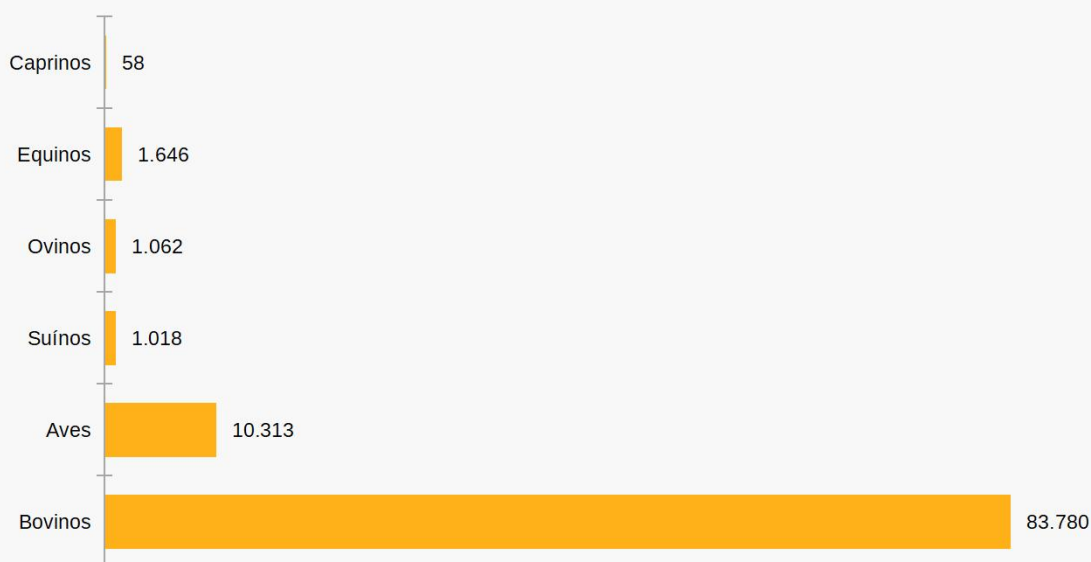 Caprinos 58
Equinos 1.646
Ovinos 1.062
Suínos 1.018
Aves 10.313
Bovinos 83.780